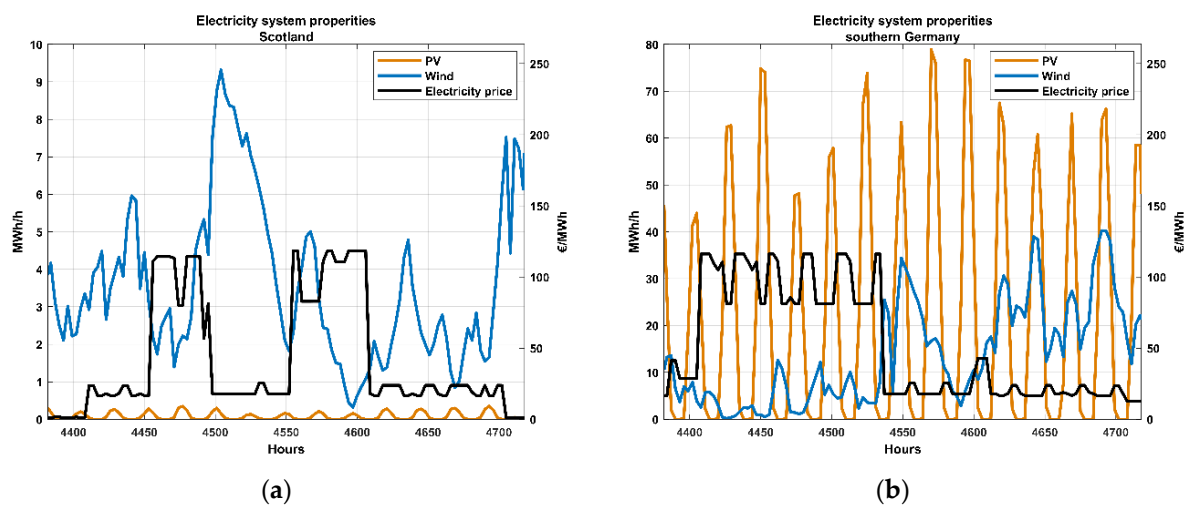 Electricity system properities
Scotland
10
9
8
7
6
5
4
3
2
1
0
MWh/h
250
200
150
100
50
0
€/MWh
PV
Wind
Electricity price
4400 4450 4500 4550 4600 4650 4700
Hours
(a)
Electricity system properities
southern Germany
80
70
60
50
40
30
20
10
0
MWh/h
250
200
150
100
50
0
€/MWh
PV
Wind
Electricity price
4400 4450 4500 4550 4600 4650 4700
Hours
(b)